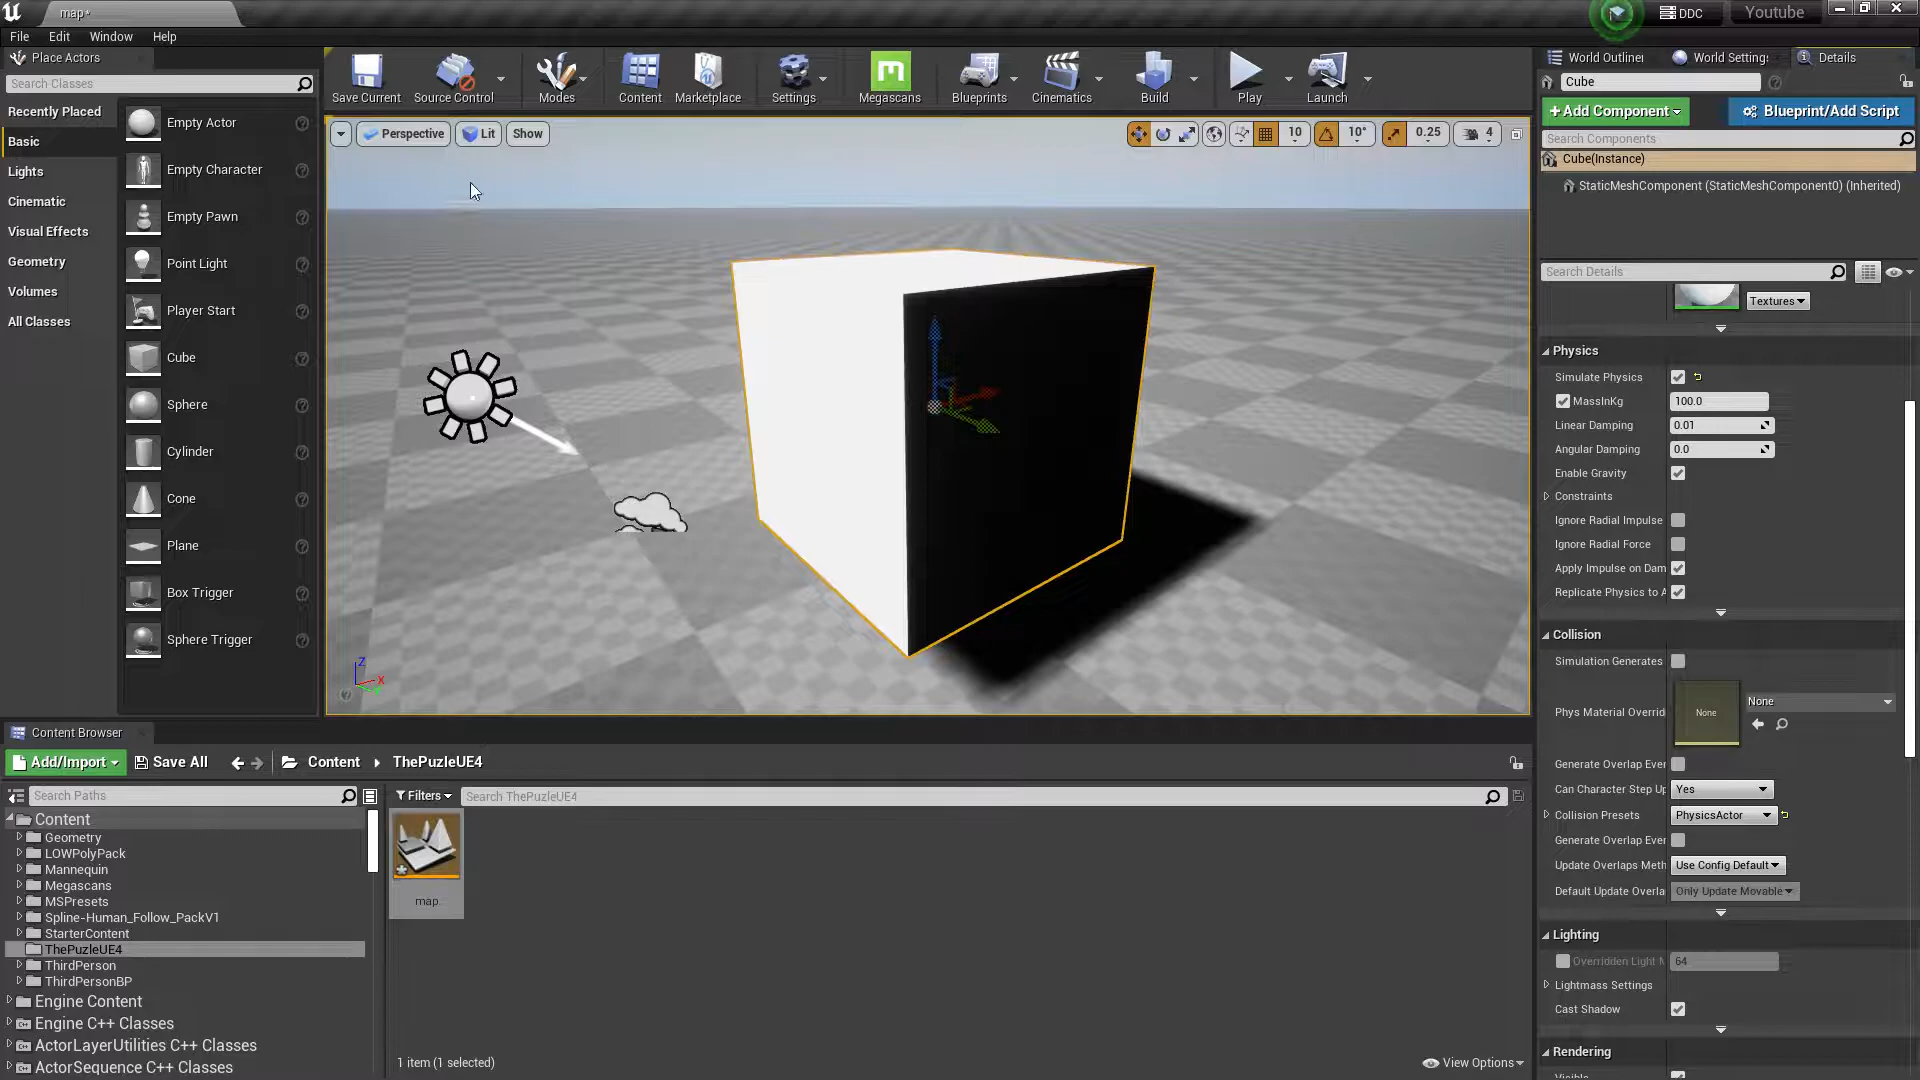 map*
DDC
Youtube
File
Edit
Window
Help
Place Actors
Search Classes
Recently Placed
Basic
Lights
Cinematic
Visual Effects
Geometry
Volumes
All Classes
Empty Actor
Empty Character
Empty Pawn
Point Light
Player Start
Cube
Sphere
Cylinder
Cone
Plane
Box Trigger
Sphere Trigger
Save Current
Source Control
Modes
Content
Marketplace
Settings
Megascans
Blueprints
Cinematics
Build
Play
Launch
Perspective
Lit
Show
10
10°
0.25
4
Z
X
World Outliner
World Settings
Details
Cube
Add Component
Blueprint/Add Script
Search Components
Cube(Instance)
StaticMeshComponent (StaticMeshComponent0) (Inherited)
Search Details
Textures
Physics
Simulate Physics
MassInKg
100.0
Linear Damping
0.01
Angular Damping
0.0
Enable Gravity
Constraints
Ignore Radial Impulse
Ignore Radial Force
Apply Impulse on Dam
Replicate Physics to A
Collision
Simulation Generates
Phys Material Overrid
None
None
Generate Overlap Ever
Can Character Step Up
Yes
Collision Presets
PhysicsActor
Generate Overlap Ever
Update Overlaps Meth
Use Config Default
Default Update Overla
Only Update Movable
Lighting
Overridden Light M
64
Lightmass Settings
Cast Shadow
Rendering
Content Browser
Add/Import
Save All
Content
ThePuzleUE4
Search Paths
Filters
Search ThePuzleUE4
Content
Geometry
LOWPolyPack
Mannequin
Megascans
MSPresets
Spline-Human_Follow_PackV1
StarterContent
ThePuzleUE4
ThirdPerson
ThirdPersonBP
Engine Content
Engine C++ Classes
ActorLayerUtilities C++ Classes
ActorSequence C++ Classes
map
1 item (1 selected)
View Options